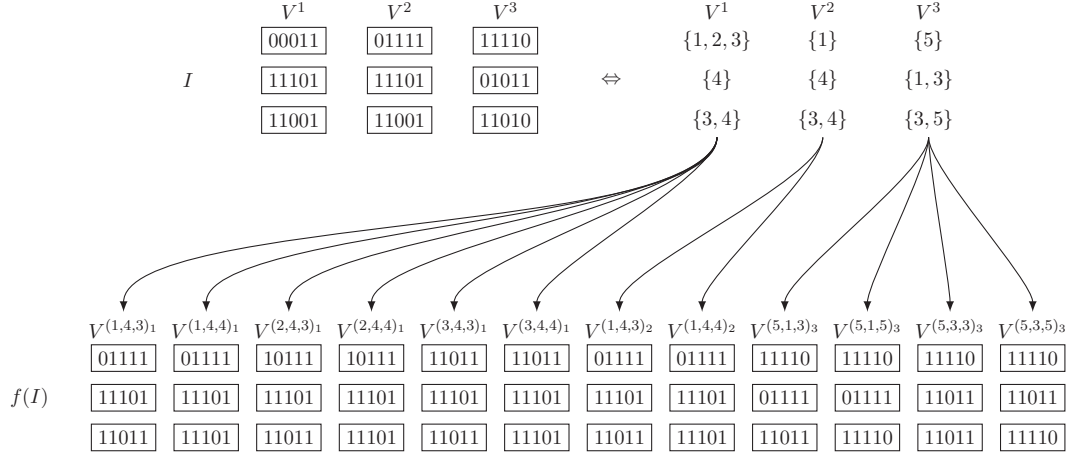 V^1 V^2 V^3 V^1 V^2 V^3
00011 01111 11110 {1, 2, 3} {1} {5}
I 11101 11101 01011 ⇔ {4} {4} {1, 3}
11001 11001 11010 {3, 4} {3, 4} {3, 5}
V^{(1,4,3)_1} V^{(1,4,4)_1} V^{(2,4,3)_1} V^{(2,4,4)_1} V^{(3,4,3)_1} V^{(3,4,4)_1} V^{(1,4,3)_2} V^{(1,4,4)_2} V^{(5,1,3)_3} V^{(5,1,5)_3} V^{(5,3,3)_3} V^{(5,3,5)_3}
01111 01111 10111 10111 11011 11011 01111 01111 11110 11110 11110 11110
f(I) 11101 11101 11101 11101 11101 11101 11101 11101 01111 01111 11011 11011
11011 11101 11011 11101 11011 11101 11011 11101 11011 11110 11011 11110